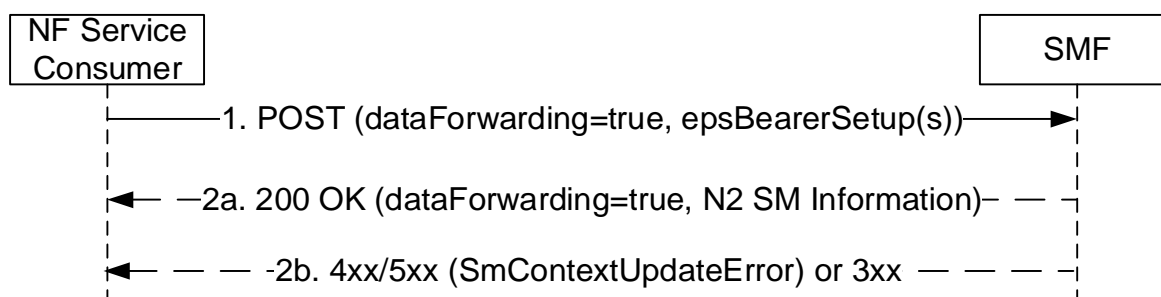 NF Service
Consumer
SMF
1. POST (dataForwarding=true, epsBearerSetup(s))
2a. 200 OK (dataForwarding=true, N2 SM Information)
2b. 4xx/5xx (SmContextUpdateError) or 3xx